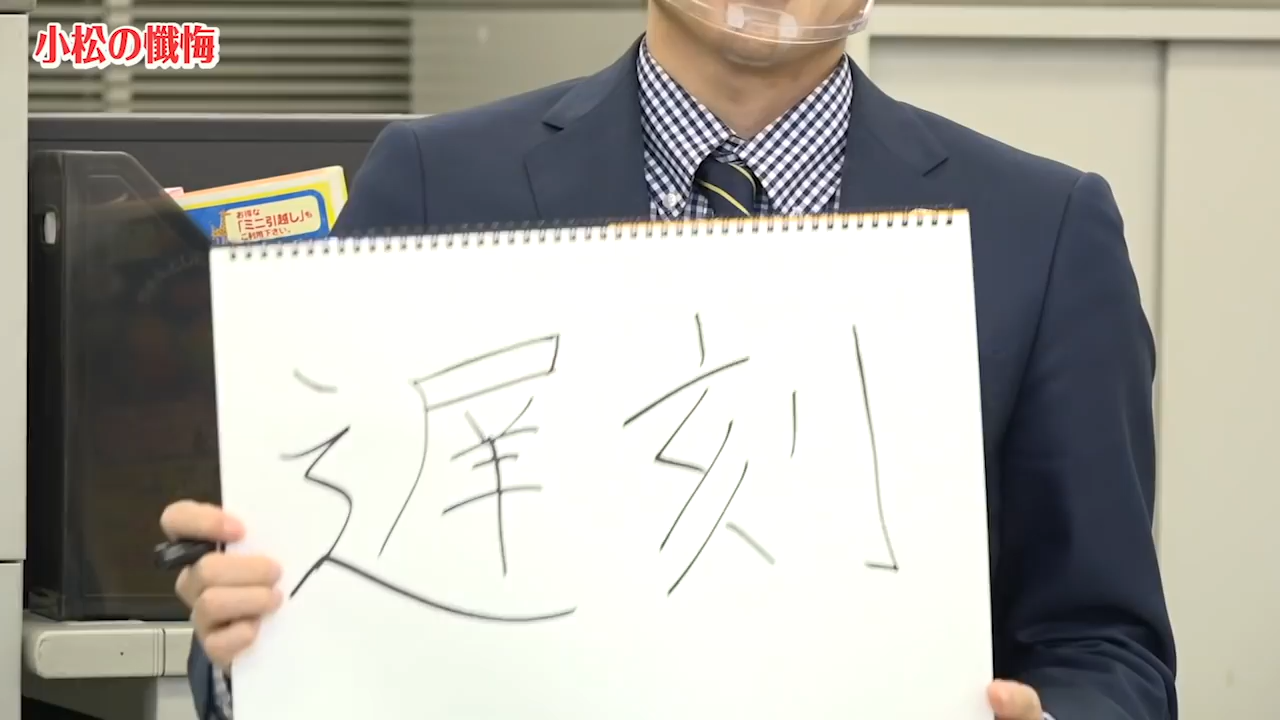 小松の懺悔
お得な
「ミニ引越し」も
ご利用下さい。
遅刻